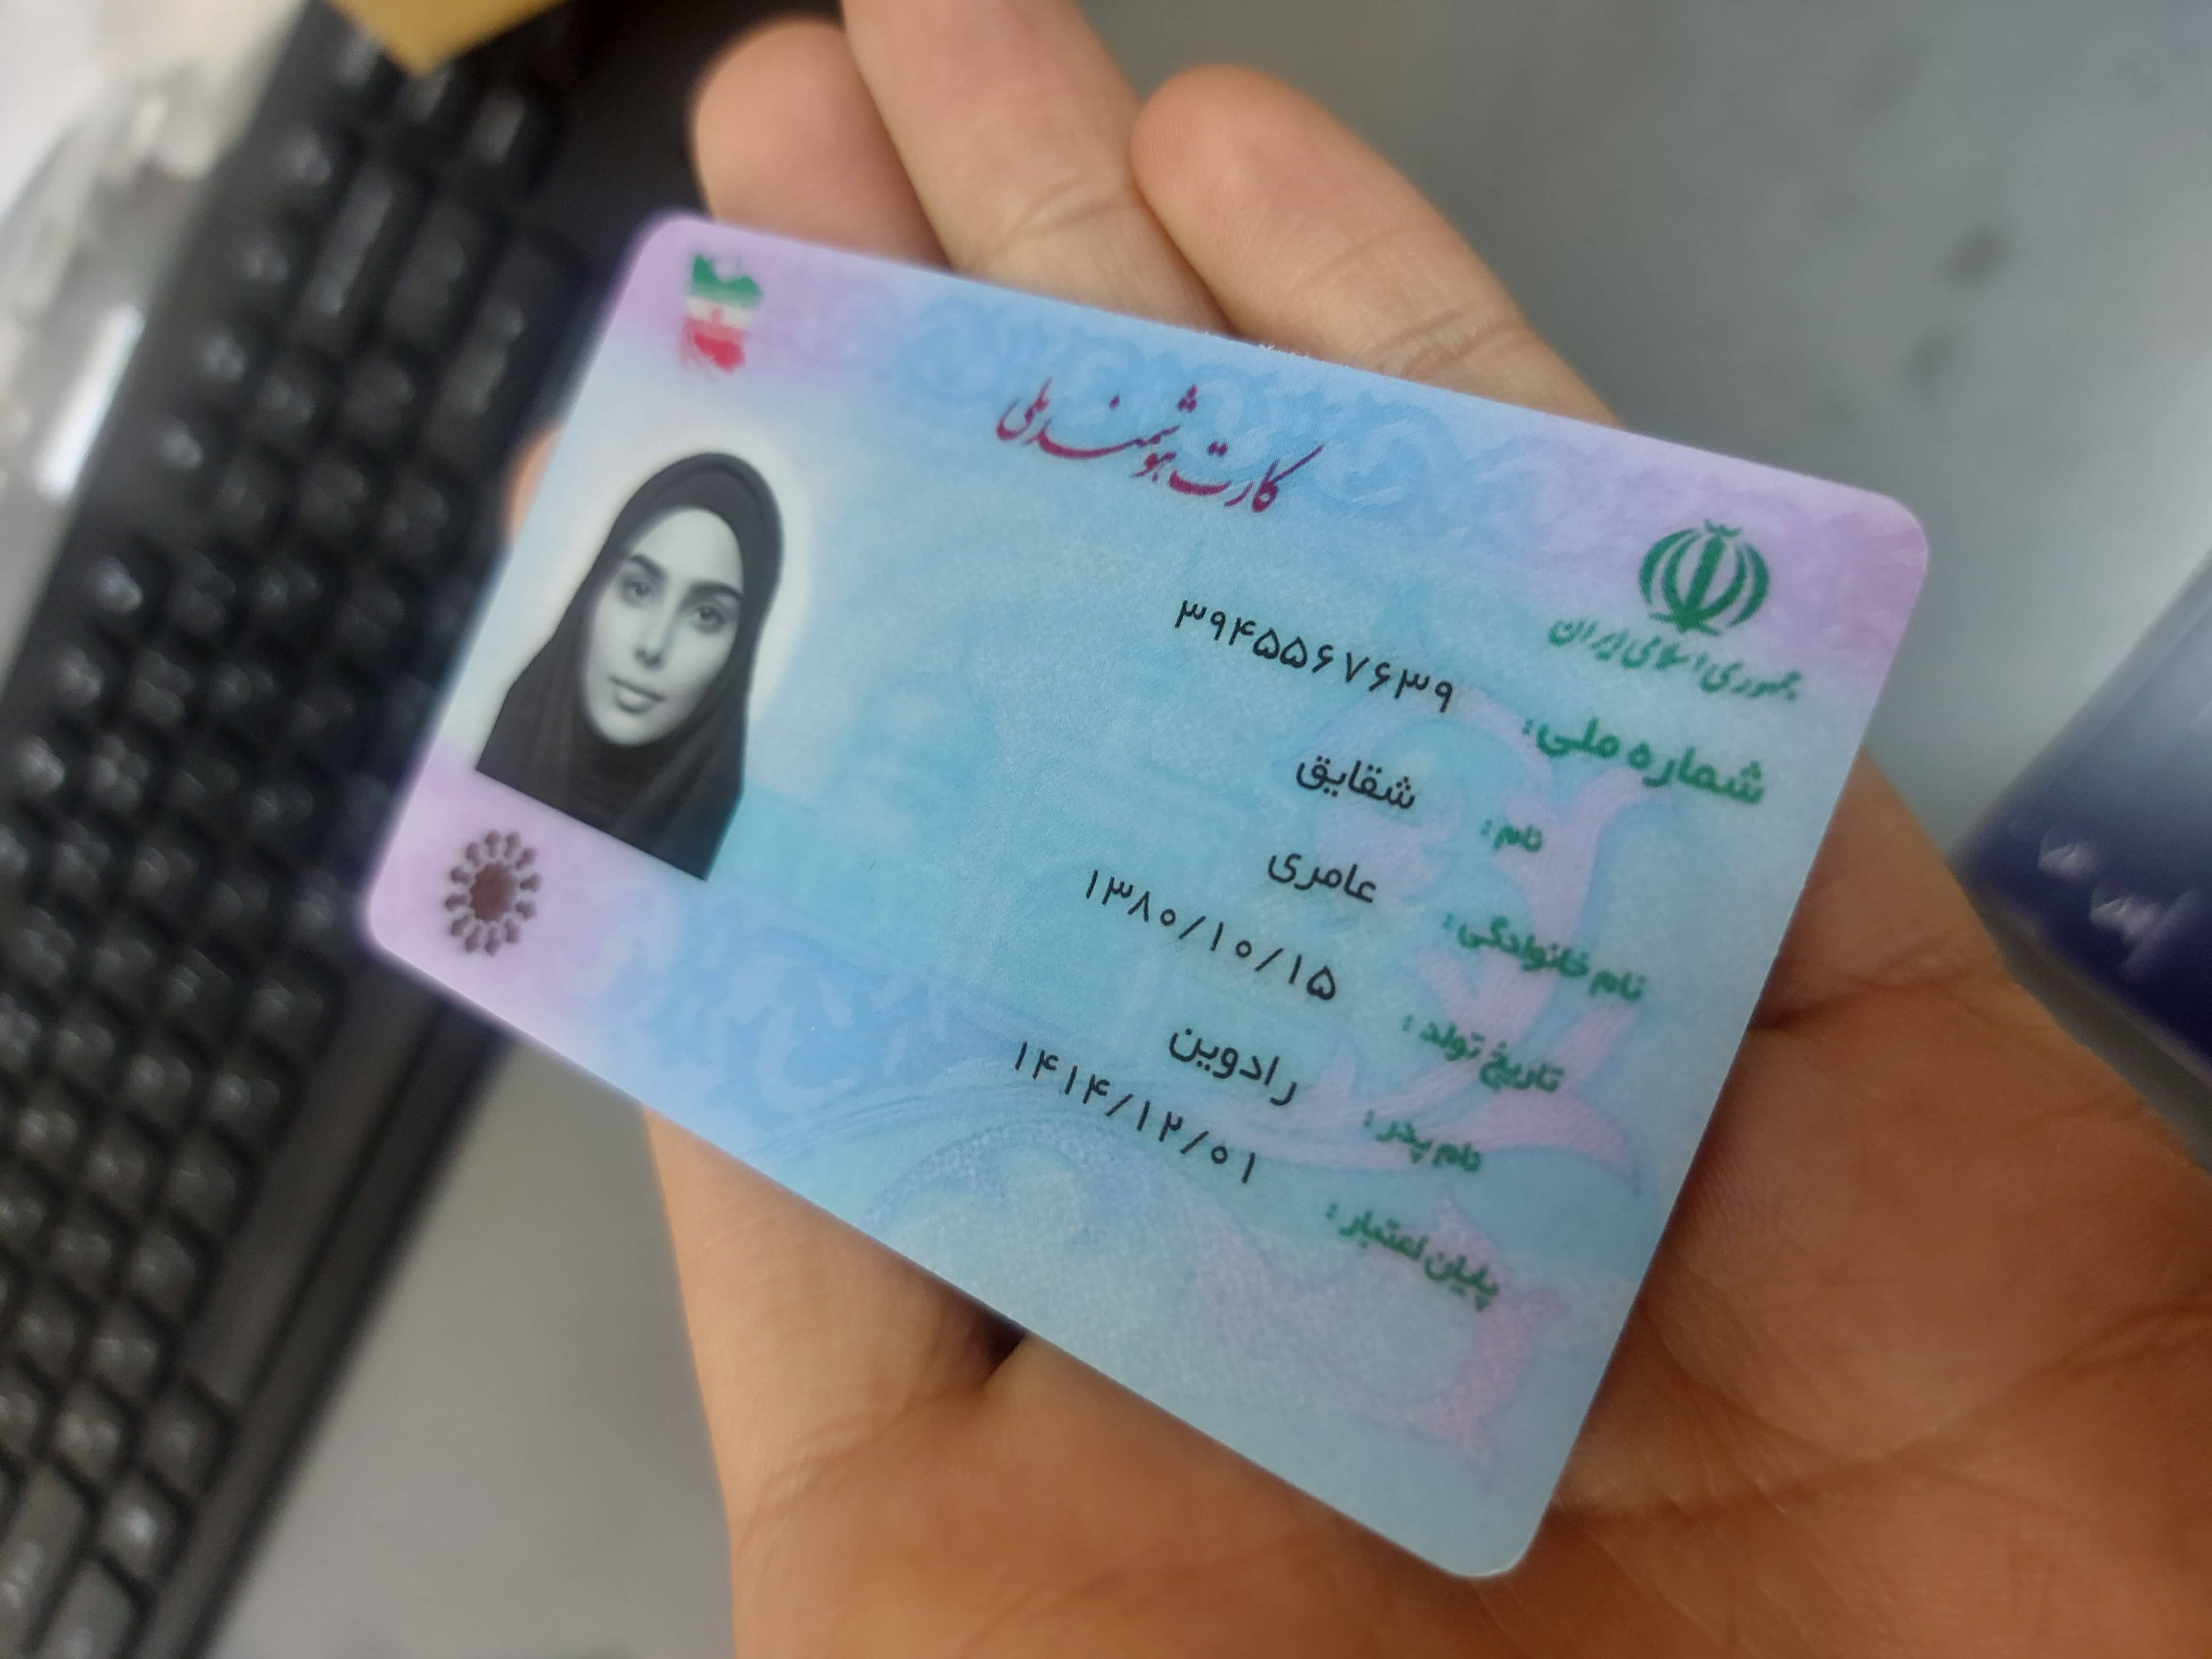 کارت هوشمند ملی
جمهوری اسلامی ایران
شماره ملی: ۳۹۴۵۵۶۷۶۳۹
نام: شقایق
نام خانوادگی: عامری
تاریخ تولد: ۱۳۸۰/۱۰/۱۵
نام پدر: رادوین
پایان اعتبار: ۱۴۱۴/۱۲/۰۱